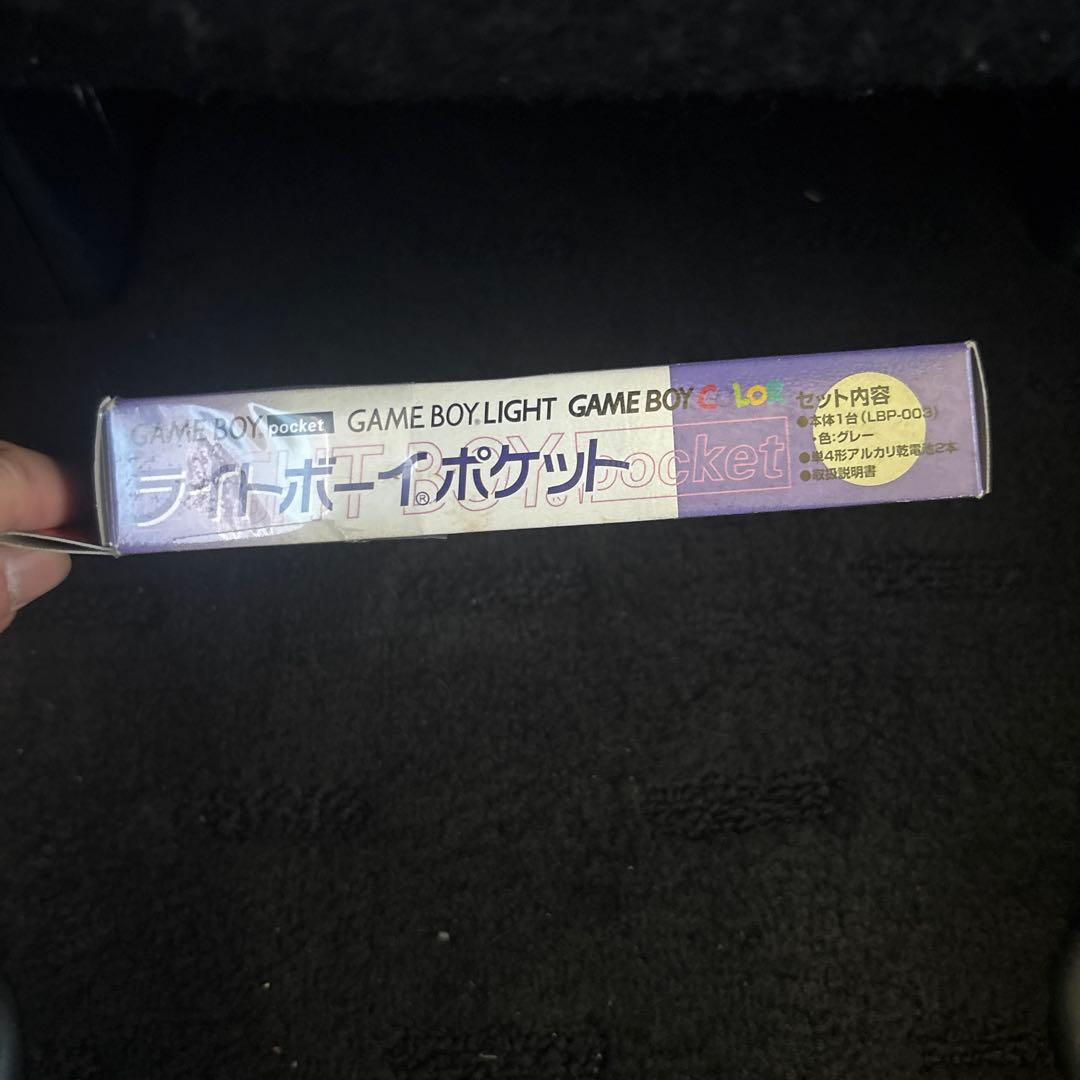 GAME BOY pocket GAME BOY LIGHT GAME BOY COLOR
ライトボーイ®ポケット
LIGHT BOY pocket
セット内容
●本体1台(LBP-003)
・色:グレー
●単4形アルカリ乾電池2本
●取扱説明書